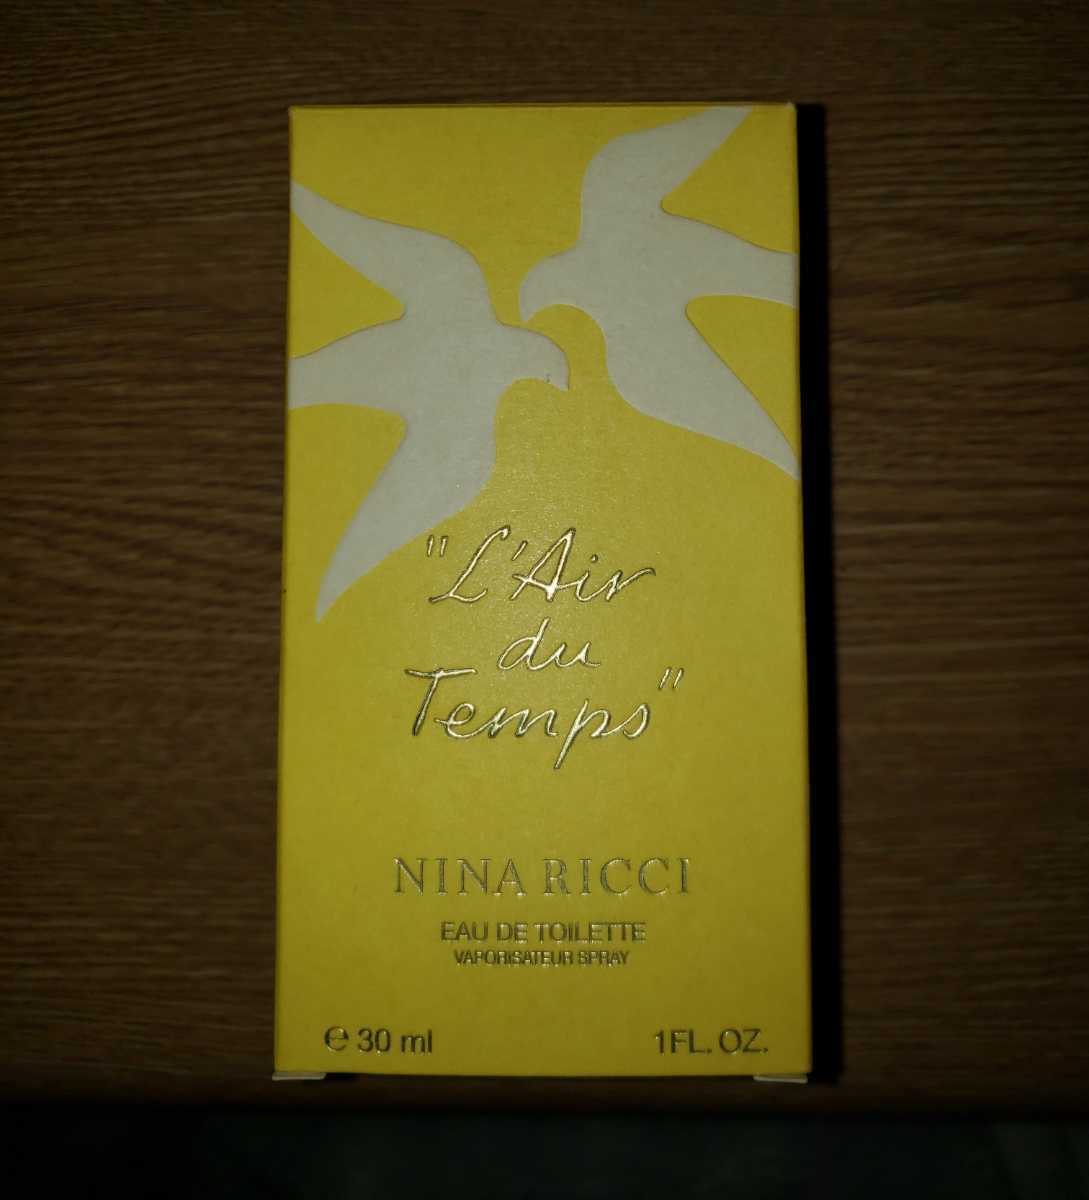 "L'Air
du
Temps"
NINA RICCI
EAU DE TOILETTE
VAPORISATEUR SPRAY
℮ 30 ml 1FL. OZ.